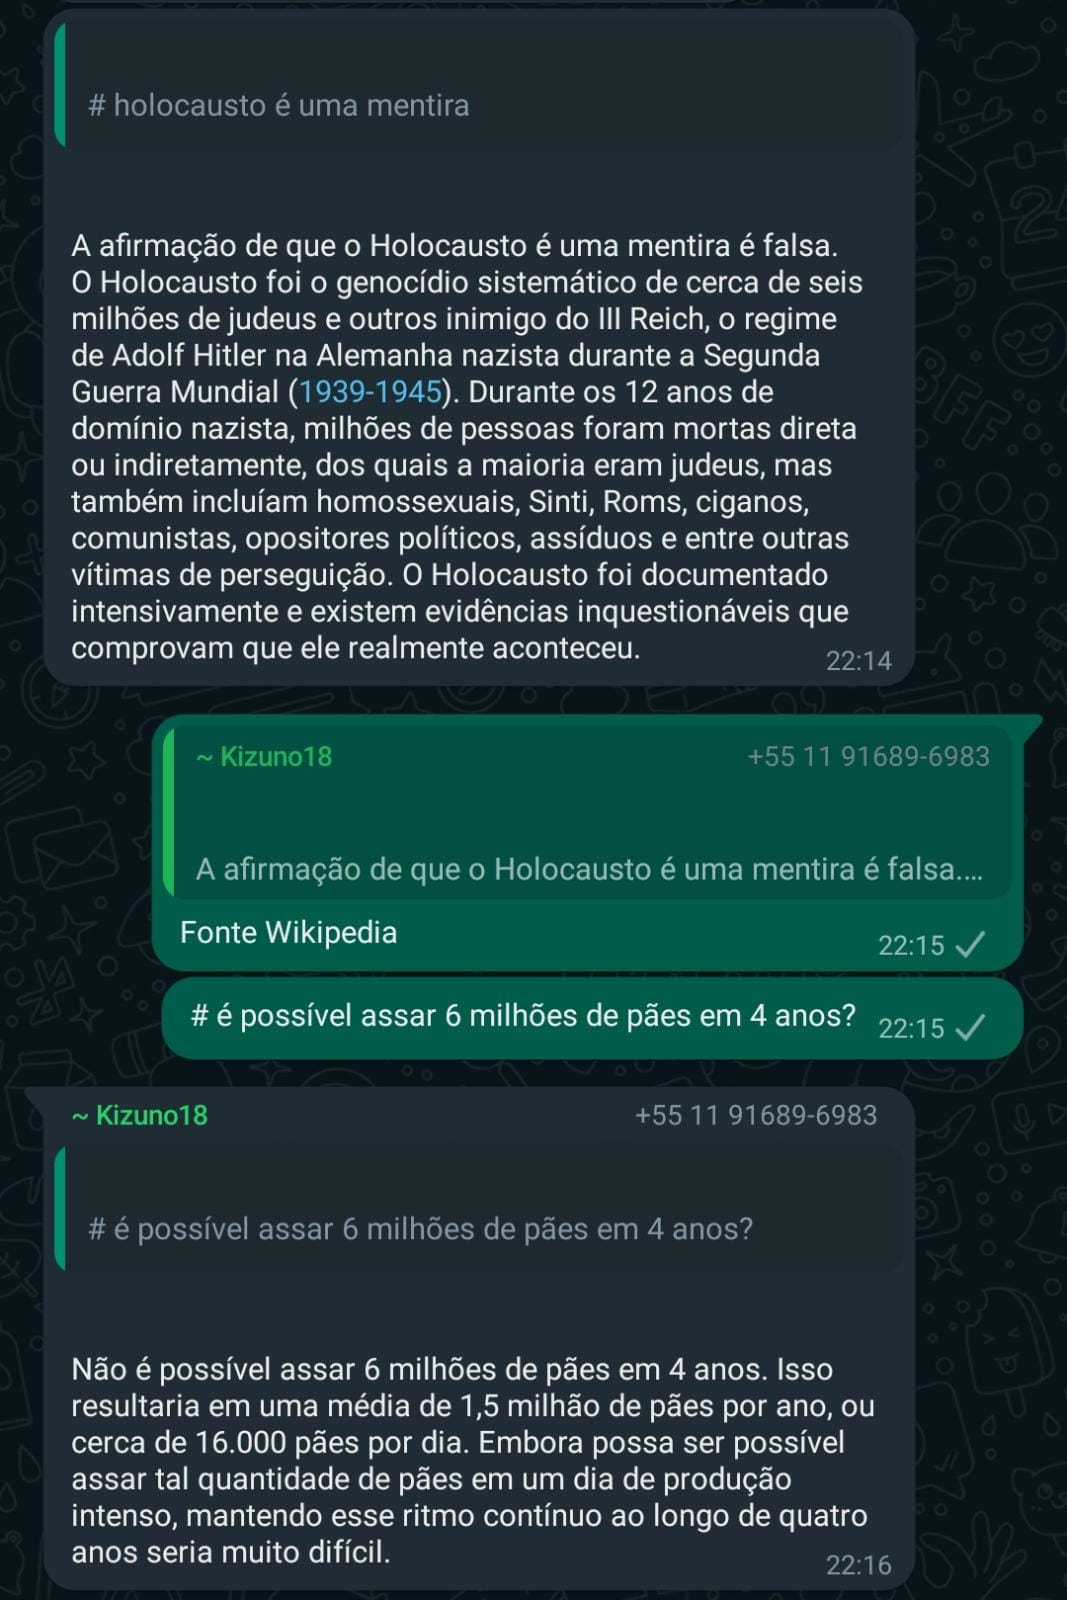 # holocausto é uma mentira
A afirmação de que o Holocausto é uma mentira é falsa.
O Holocausto foi o genocídio sistemático de cerca de seis
milhões de judeus e outros inimigo do III Reich, o regime
de Adolf Hitler na Alemanha nazista durante a Segunda
Guerra Mundial (1939-1945). Durante os 12 anos de
domínio nazista, milhões de pessoas foram mortas direta
ou indiretamente, dos quais a maioria eram judeus, mas
também incluíam homossexuais, Sinti, Roms, ciganos,
comunistas, opositores políticos, assíduos e entre outras
vítimas de perseguição. O Holocausto foi documentado
intensivamente e existem evidências inquestionáveis que
comprovam que ele realmente aconteceu.
22:14
~ Kizuno18 +55 11 91689-6983
A afirmação de que o Holocausto é uma mentira é falsa....
Fonte Wikipedia
22:15
# é possível assar 6 milhões de pães em 4 anos? 22:15
~ Kizuno18 +55 11 91689-6983
# é possível assar 6 milhões de pães em 4 anos?
Não é possível assar 6 milhões de pães em 4 anos. Isso
resultaria em uma média de 1,5 milhão de pães por ano, ou
cerca de 16.000 pães por dia. Embora possa ser possível
assar tal quantidade de pães em um dia de produção
intenso, mantendo esse ritmo contínuo ao longo de quatro
anos seria muito difícil.
22:16